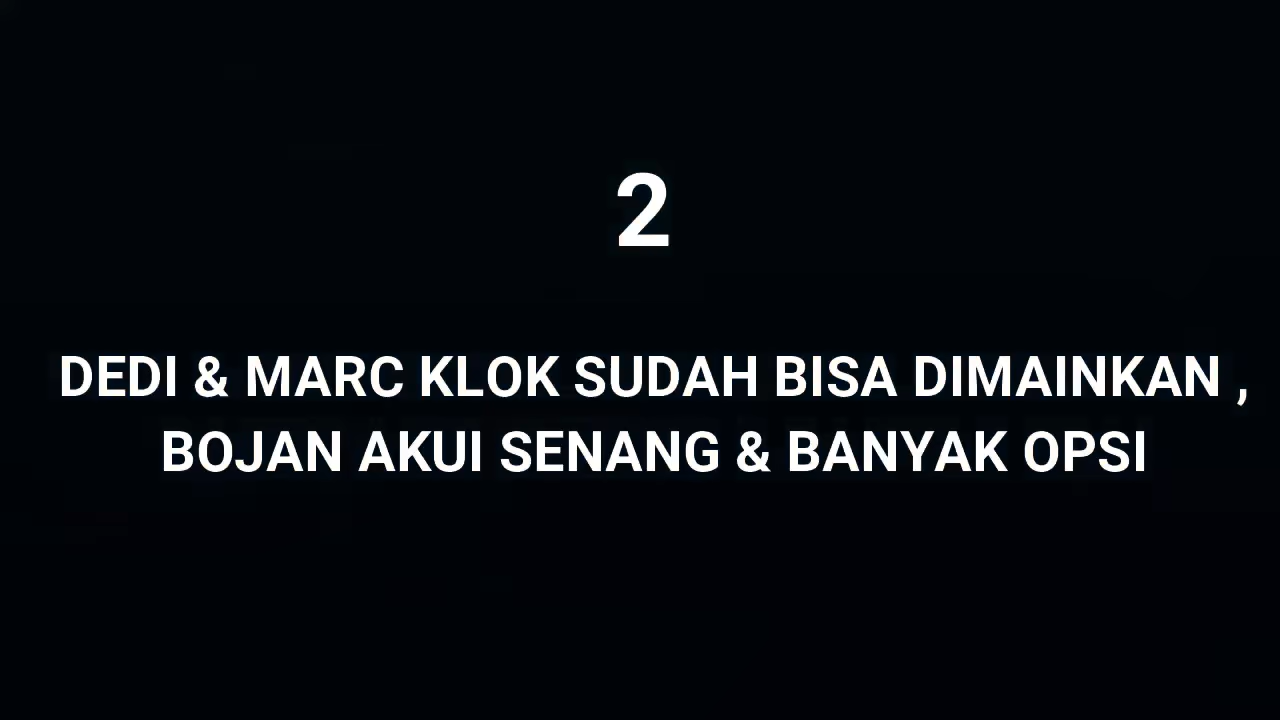 2
DEDI & MARC KLOK SUDAH BISA DIMAINKAN ,
BOJAN AKUI SENANG & BANYAK OPSI